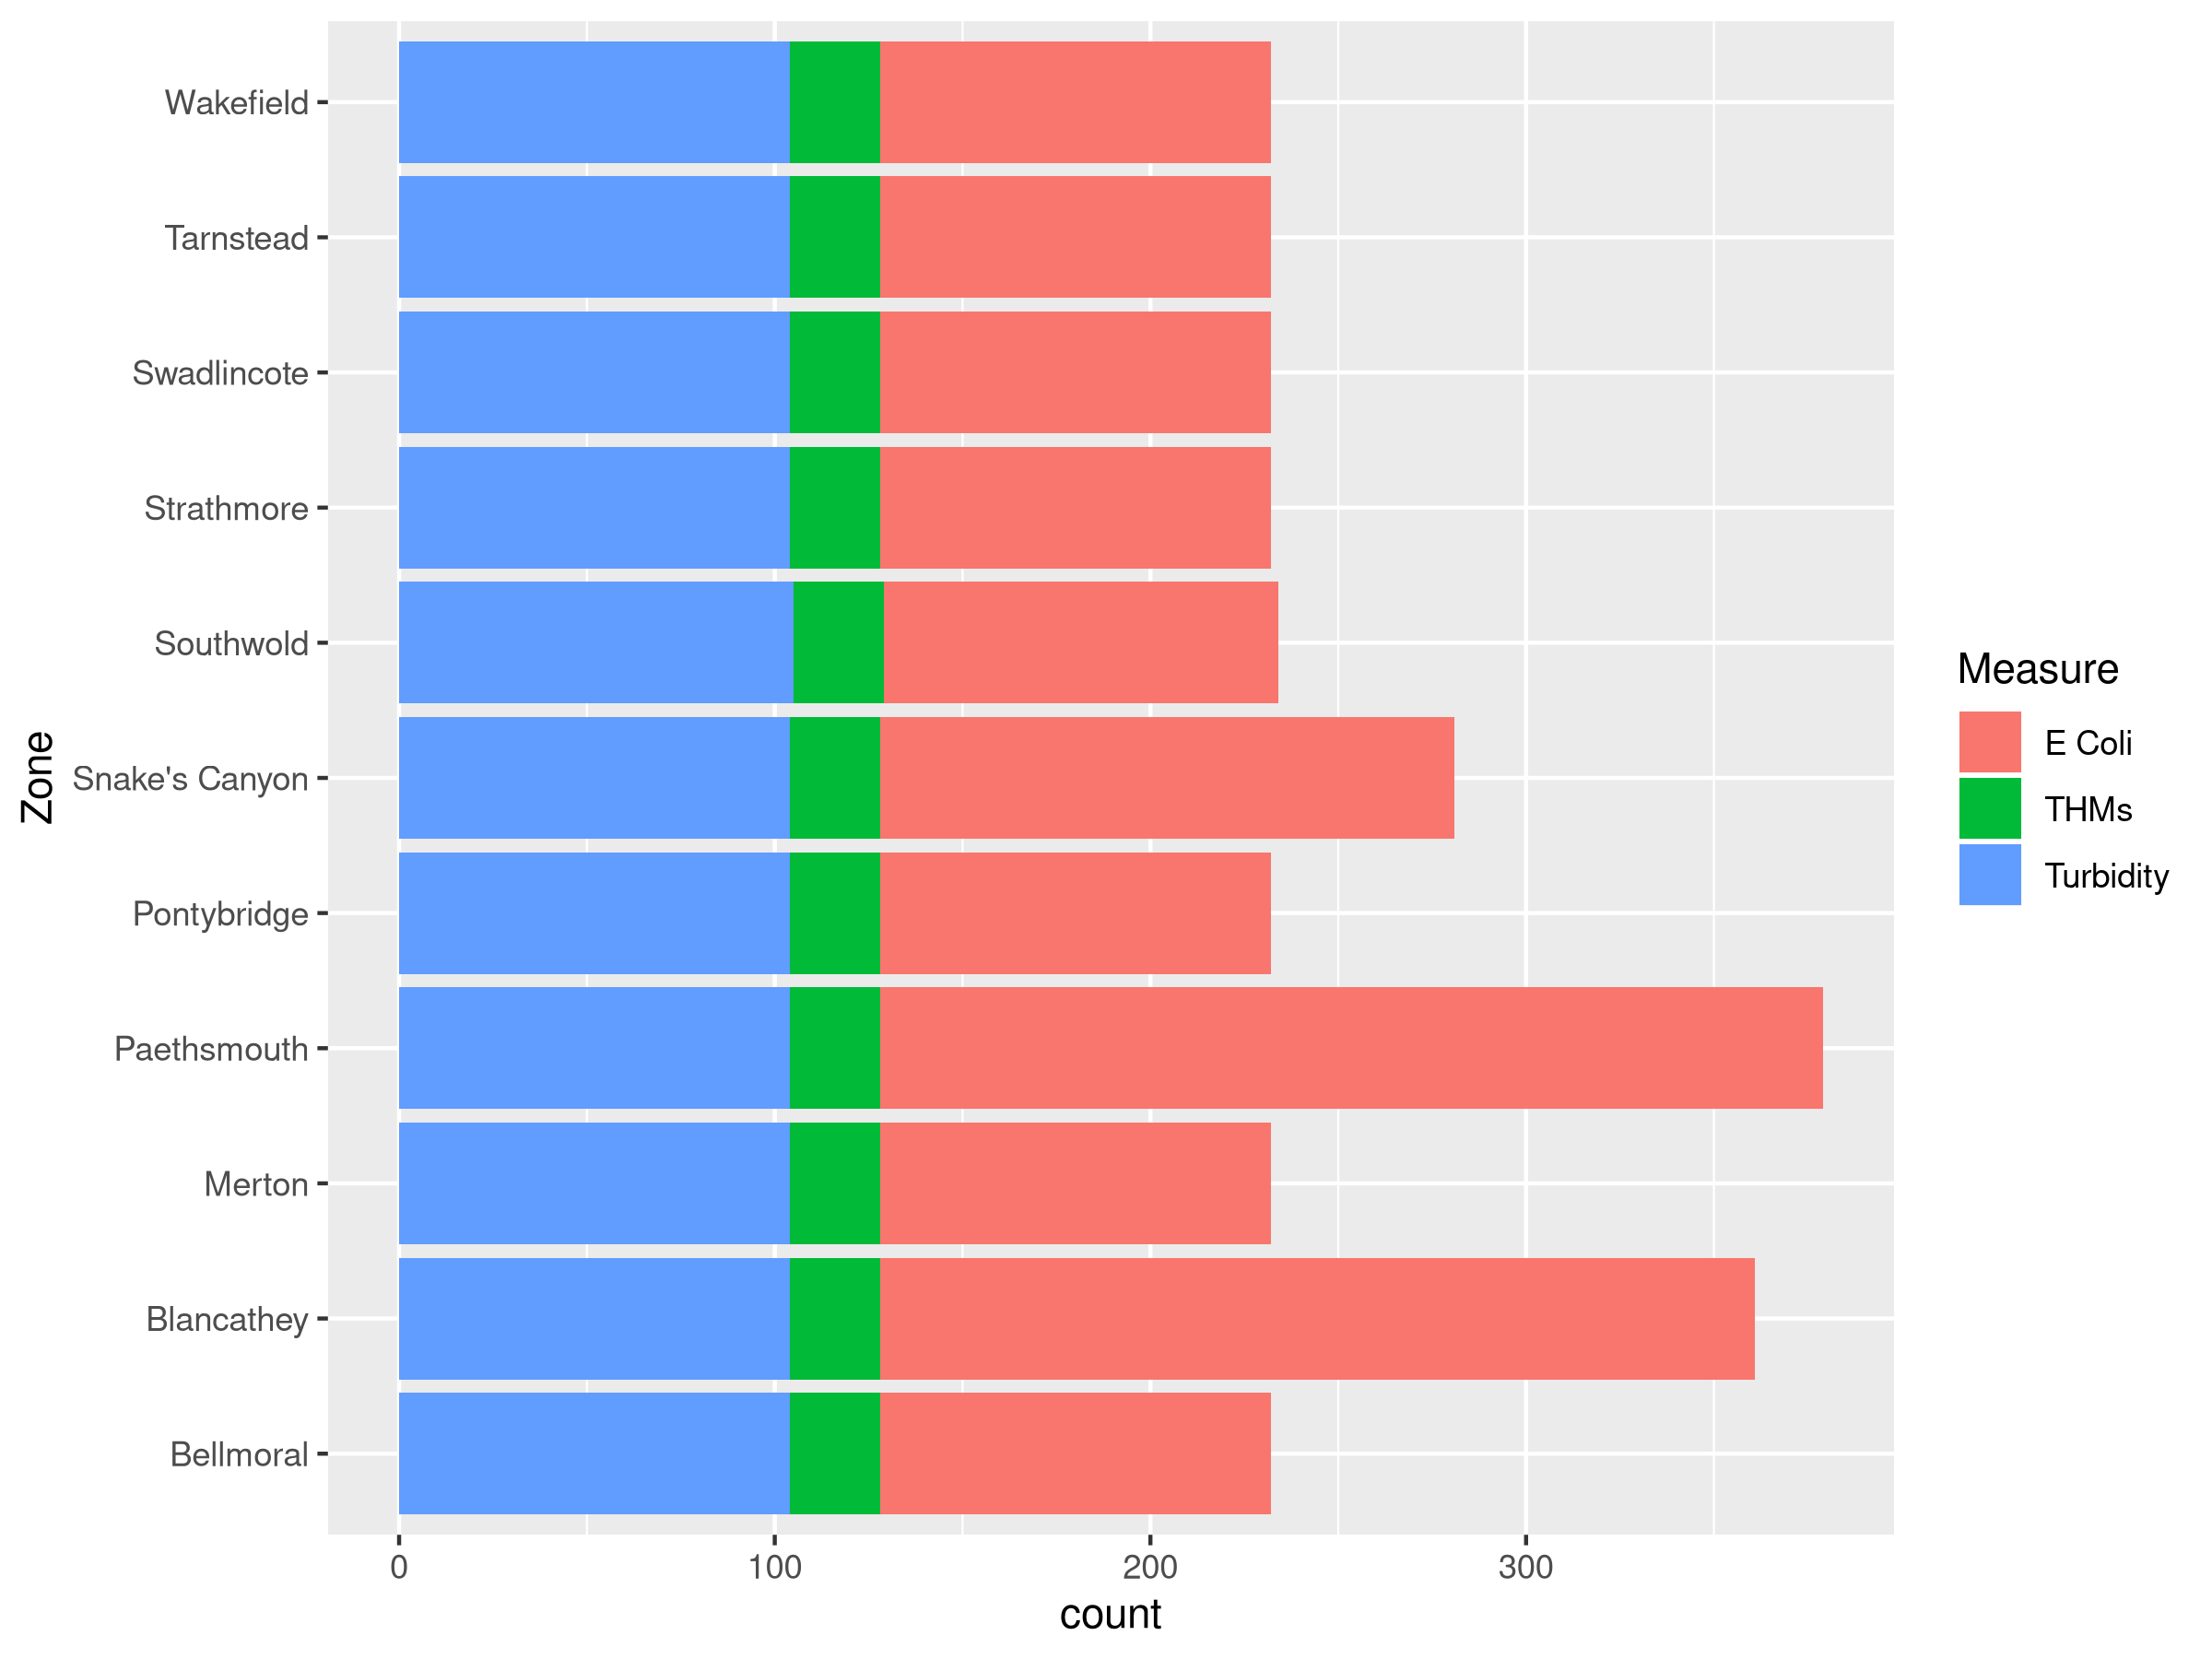 Zone
Wakefield
Tarnstead
Swadlincote
Strathmore
Southwold
Snake's Canyon
Pontybridge
Paethsmouth
Merton
Blancathey
Bellmoral
0 100 200 300
count
Measure
E Coli
THMs
Turbidity